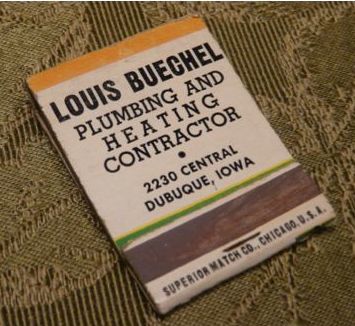 LOUIS BUECHEL
PLUMBING AND
HEATING
CONTRACTOR
•
2230 CENTRAL
DUBUQUE, IOWA
SUPERIOR MATCH CO., CHICAGO, U.S.A.